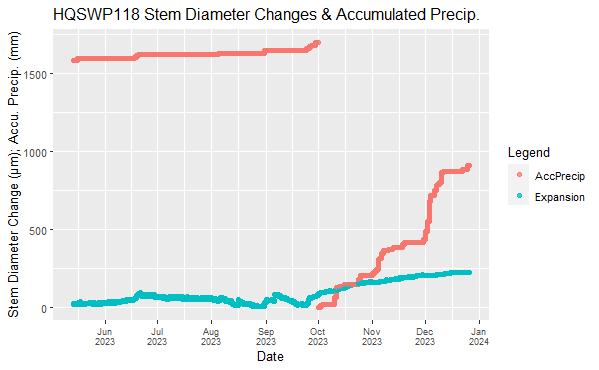 HQSWP118 Stem Diameter Changes & Accumulated Precip.
Stem Diameter Change (µm); Accu. Precip. (mm)
1500
1000
500
0
Jun
2023
Jul
2023
Aug
2023
Sep
2023
Oct
2023
Nov
2023
Dec
2023
Jan
2024
Date
Legend
AccPrecip
Expansion